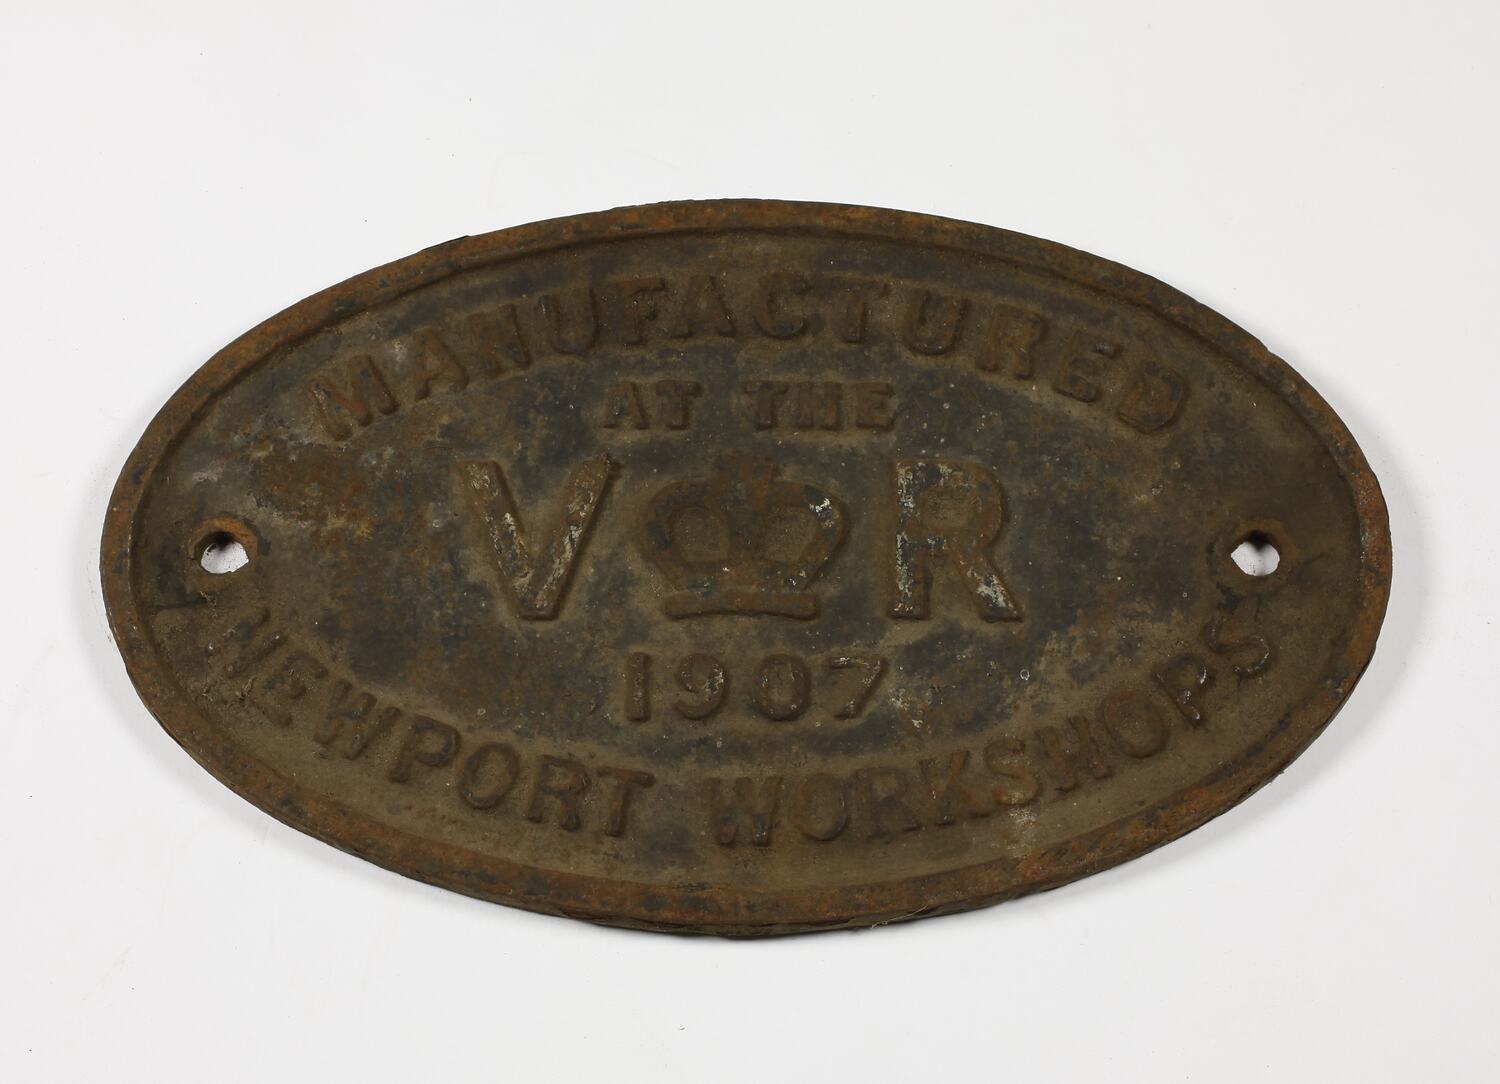 MANUFACTURED
AT THE
V R
1907
NEWPORT WORKSHOPS